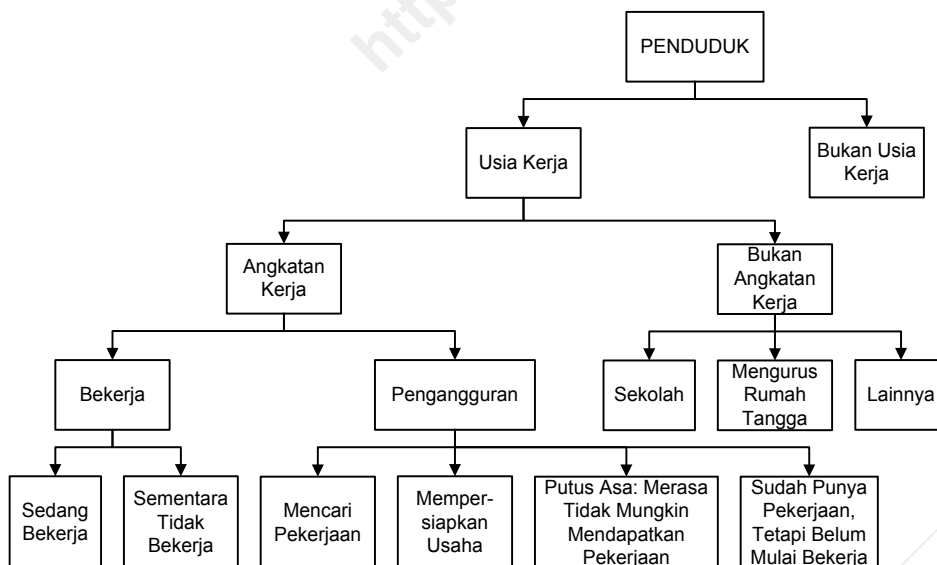 http
PENDUDUK
Usia Kerja
Bukan Usia
Kerja
Angkatan
Kerja
Bukan
Angkatan
Kerja
Bekerja
Pengangguran
Sekolah
Mengurus
Rumah
Tangga
Lainnya
Sedang
Bekerja
Sementara
Tidak
Bekerja
Mencari
Pekerjaan
Memper-
siapkan
Usaha
Putus Asa: Merasa
Tidak Mungkin
Mendapatkan
Pekerjaan
Sudah Punya
Pekerjaan,
Tetapi Belum
Mulai Bekerja